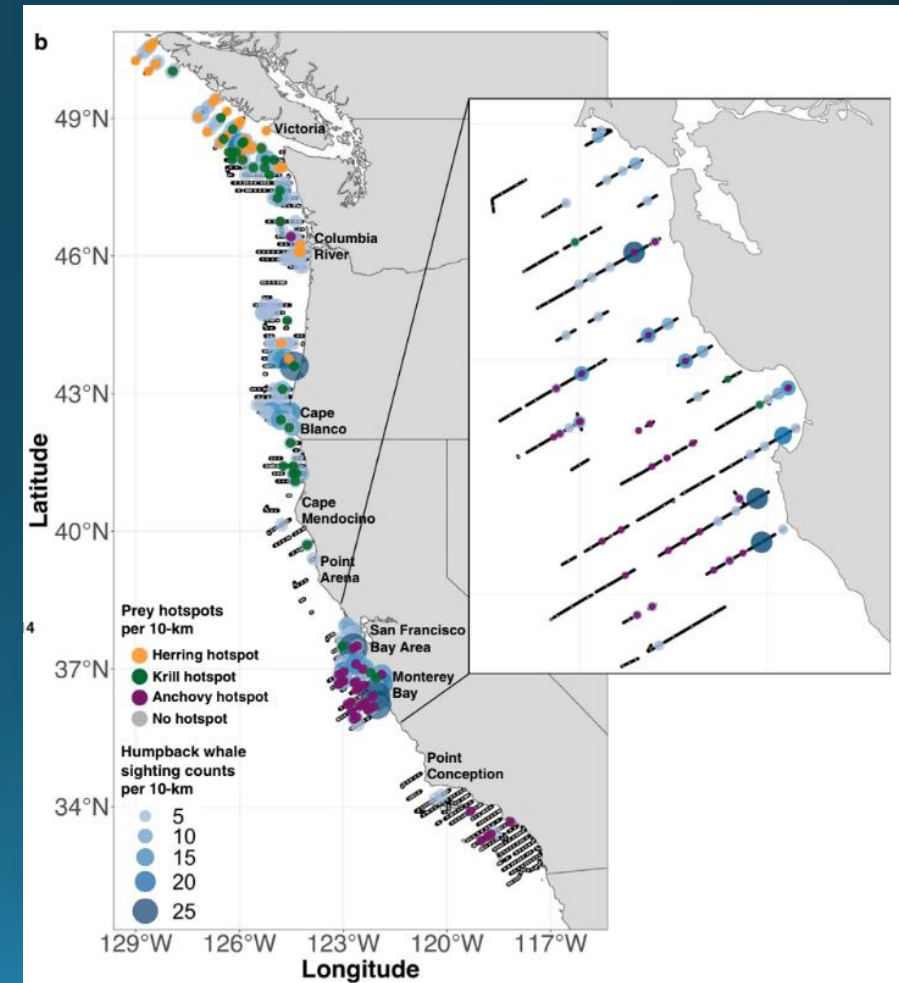 b
49°N
46°N
43°N
40°N
37°N
34°N
Latitude
Victoria
Columbia
River
Cape
Blanco
Cape
Mendocino
Point
Arena
San Francisco
Bay Area
Monterey
Bay
Point
Conception
14
Prey hotspots
per 10-km
Herring hotspot
Krill hotspot
Anchovy hotspot
No hotspot
Humpback whale
sighting counts
per 10-km
5
10
15
20
25
129°W 126°W 123°W 120°W 117°W
Longitude